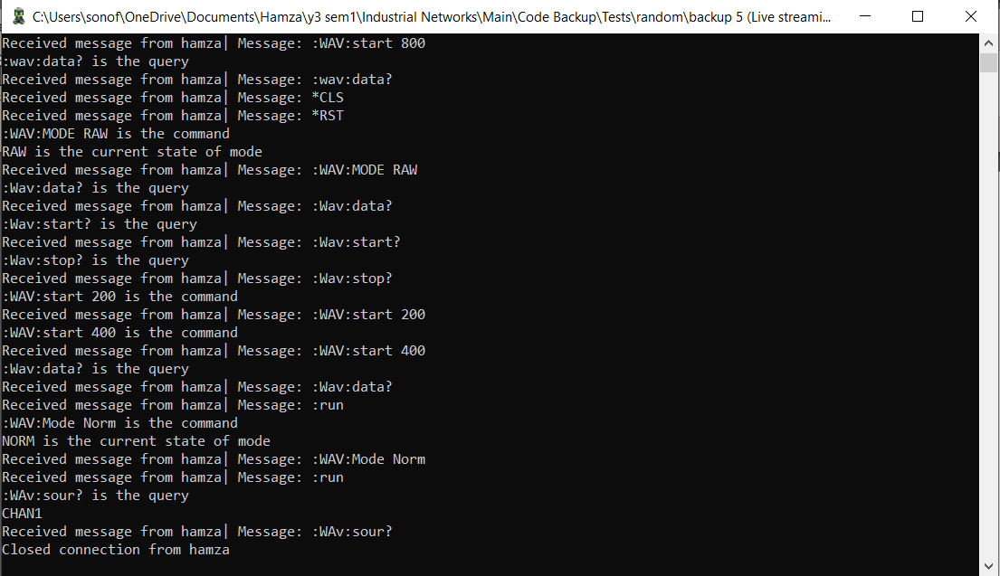 C:\Users\sonof\OneDrive\Documents\Hamza\y3 sem1\Industrial Networks\Main\Code Backup\Tests\random\backup 5 (Live streami...
Received message from hamza| Message: :WAV:start 800
:wav:data? is the query
Received message from hamza| Message: :wav:data?
Received message from hamza| Message: *CLS
Received message from hamza| Message: *RST
:WAV:MODE RAW is the command
RAW is the current state of mode
Received message from hamza| Message: :WAV:MODE RAW
:Wav:data? is the query
Received message from hamza| Message: :Wav:data?
:Wav:start? is the query
Received message from hamza| Message: :Wav:start?
:Wav:stop? is the query
Received message from hamza| Message: :Wav:stop?
:WAV:start 200 is the command
Received message from hamza| Message: :WAV:start 200
:WAV:start 400 is the command
Received message from hamza| Message: :WAV:start 400
:Wav:data? is the query
Received message from hamza| Message: :Wav:data?
Received message from hamza| Message: :run
:WAV:Mode Norm is the command
NORM is the current state of mode
Received message from hamza| Message: :WAV:Mode Norm
Received message from hamza| Message: :run
:WAv:sour? is the query
CHAN1
Received message from hamza| Message: :WAv:sour?
Closed connection from hamza